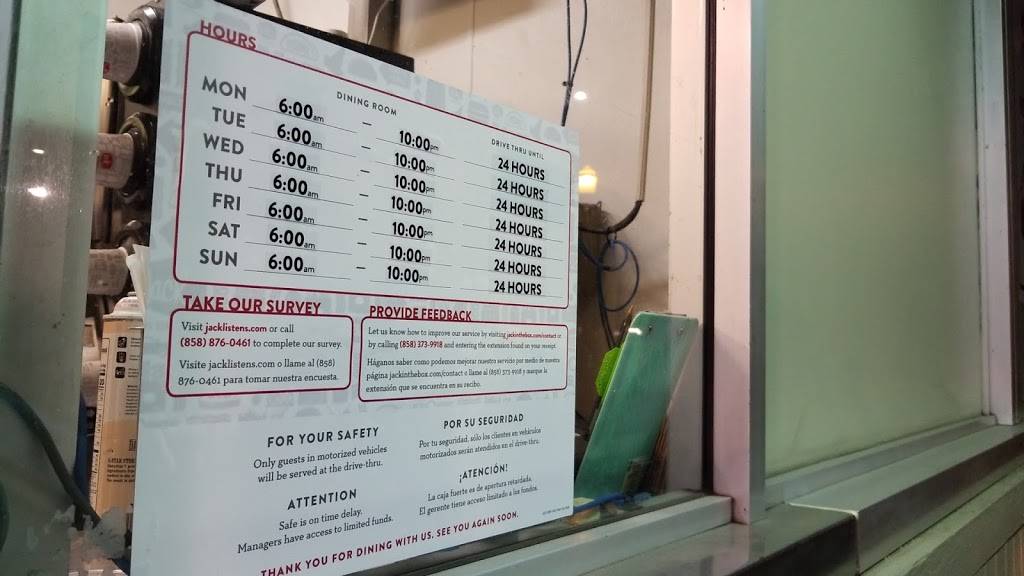 HOURS
DINING ROOM
DRIVE THRU UNTIL
MON 6:00am – 10:00pm 24 HOURS
TUE 6:00am – 10:00pm 24 HOURS
WED 6:00am – 10:00pm 24 HOURS
THU 6:00am – 10:00pm 24 HOURS
FRI 6:00am – 10:00pm 24 HOURS
SAT 6:00am – 10:00pm 24 HOURS
SUN 6:00am – 10:00pm 24 HOURS
TAKE OUR SURVEY
Visit jacklistens.com or call
(858) 876-0461 to complete our survey.
Visite jacklistens.com o llame al (858)
876-0461 para tomar nuestra encuesta.
PROVIDE FEEDBACK
Let us know how to improve our service by visiting jackinthebox.com/contact or
by calling (858) 373-9918 and entering the extension found on your receipt.
Háganos saber como podemos mejorar nuestro servicio por medio de nuestra
página jackinthebox.com/contact o llame al (858) 373-9918 y marque la
extensión que se encuentra en su recibo.
FOR YOUR SAFETY
Only guests in motorized vehicles
will be served at the drive-thru.
ATTENTION
Safe is on time delay.
Managers have access to limited funds.
POR SU SEGURIDAD
Por tu seguridad, sólo los clientes en vehículos
motorizados serán atendidos en el drive-thru.
¡ATENCIÓN!
La caja fuerte es de apertura retardada.
El gerente tiene acceso limitado a los fondos.
THANK YOU FOR DINING WITH US. SEE YOU AGAIN SOON.